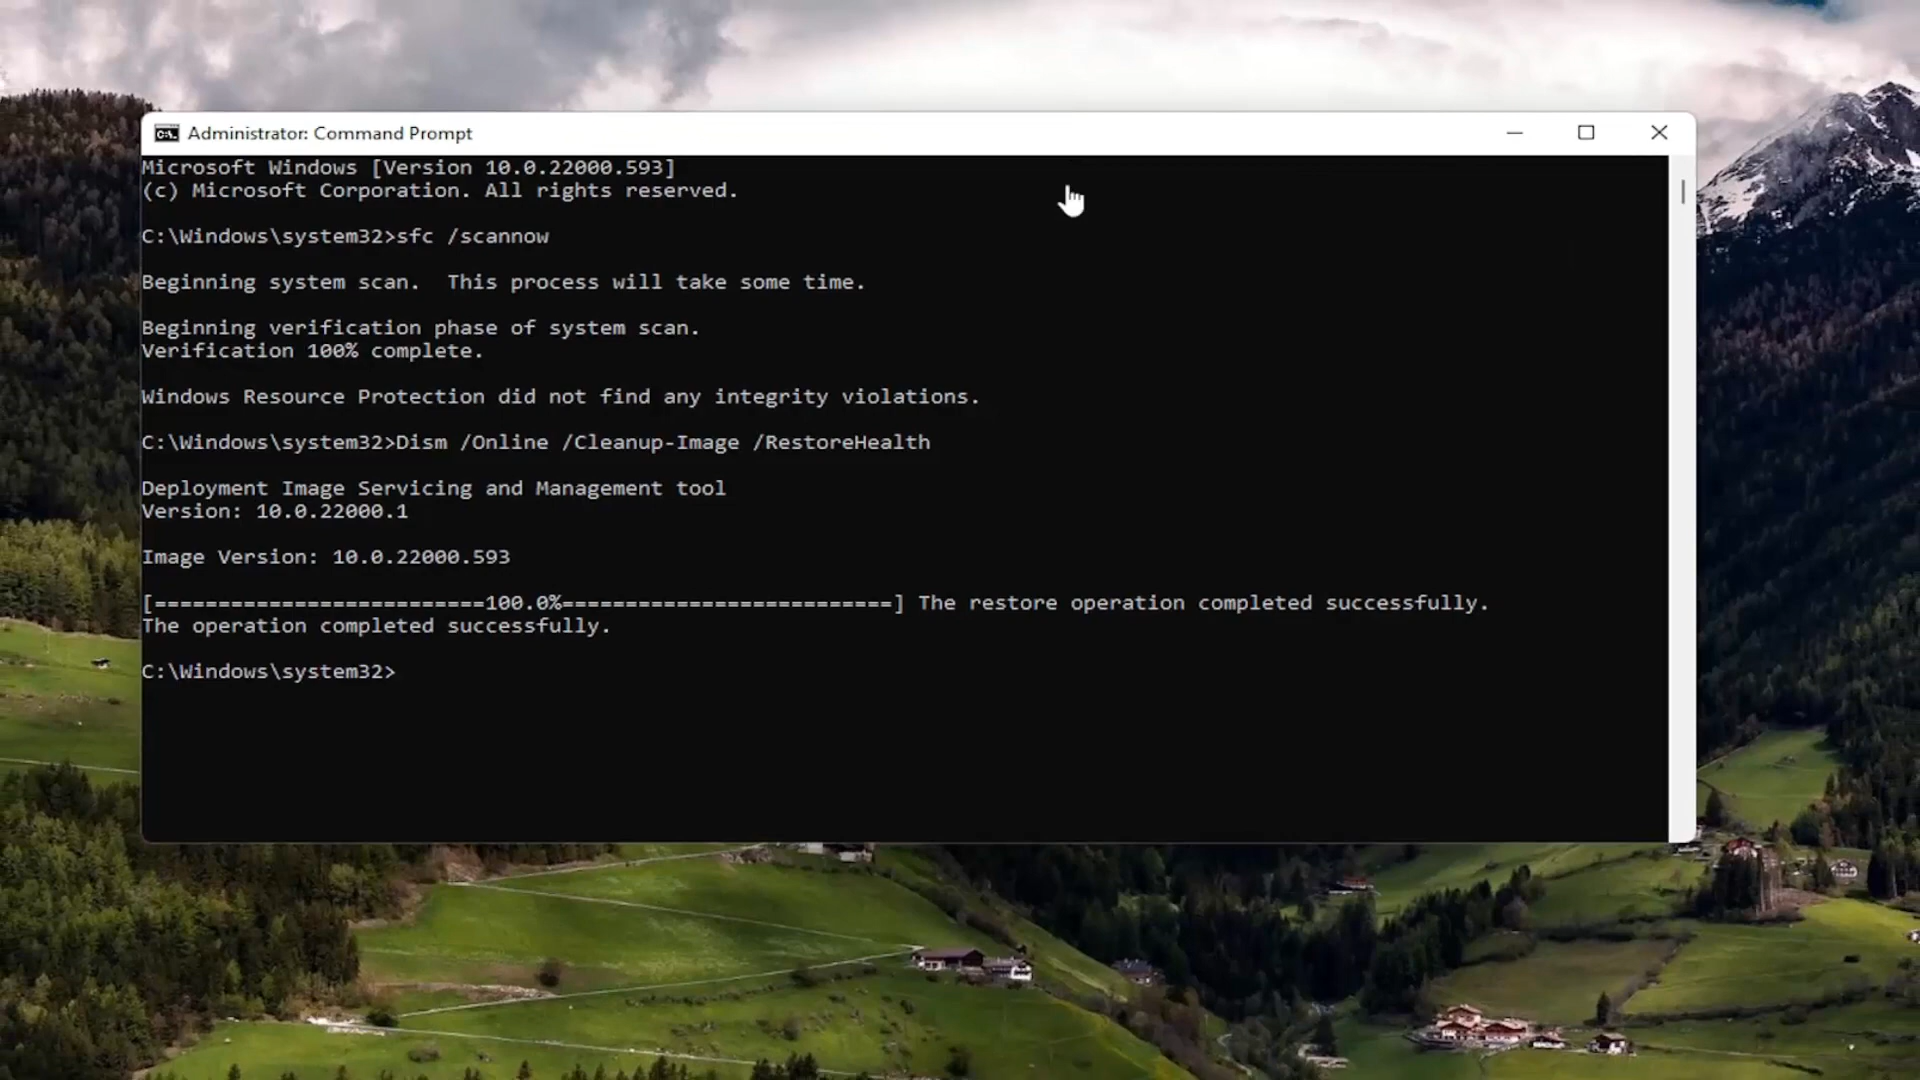 Administrator: Command Prompt
Microsoft Windows [Version 10.0.22000.593]
(c) Microsoft Corporation. All rights reserved.
C:\Windows\system32>sfc /scannow
Beginning system scan.  This process will take some time.
Beginning verification phase of system scan.
Verification 100% complete.
Windows Resource Protection did not find any integrity violations.
C:\Windows\system32>Dism /Online /Cleanup-Image /RestoreHealth
Deployment Image Servicing and Management tool
Version: 10.0.22000.1
Image Version: 10.0.22000.593
[==========================100.0%==========================] The restore operation completed successfully.
The operation completed successfully.
C:\Windows\system32>